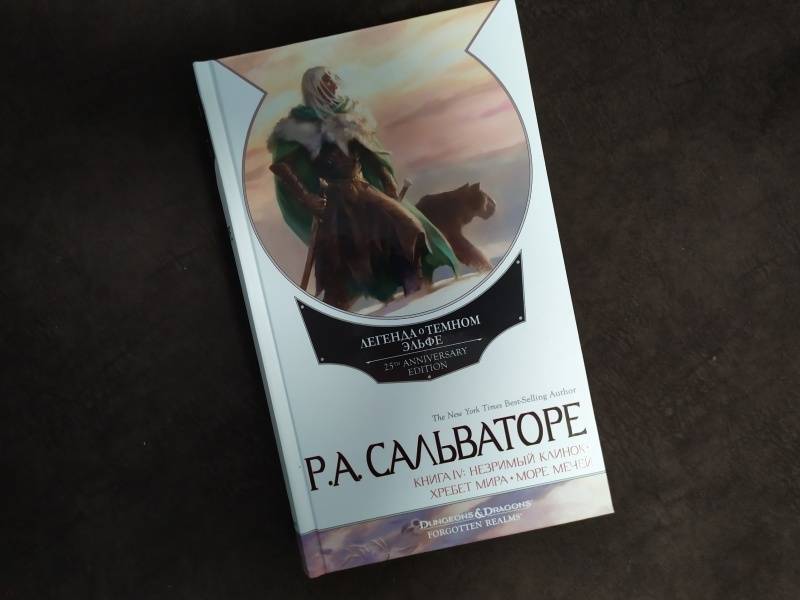 ЛЕГЕНДА о ТЕМНОМ
ЭЛЬФЕ
25TH ANNIVERSARY
EDITION
The New York Times Best-Selling Author
Р.А. САЛЬВАТОРЕ
КНИГА IV: НЕЗРИМЫЙ КЛИНОК•
ХРЕБЕТ МИРА • МОРЕ МЕЧЕЙ
DUNGEONS & DRAGONS
FORGOTTEN REALMS